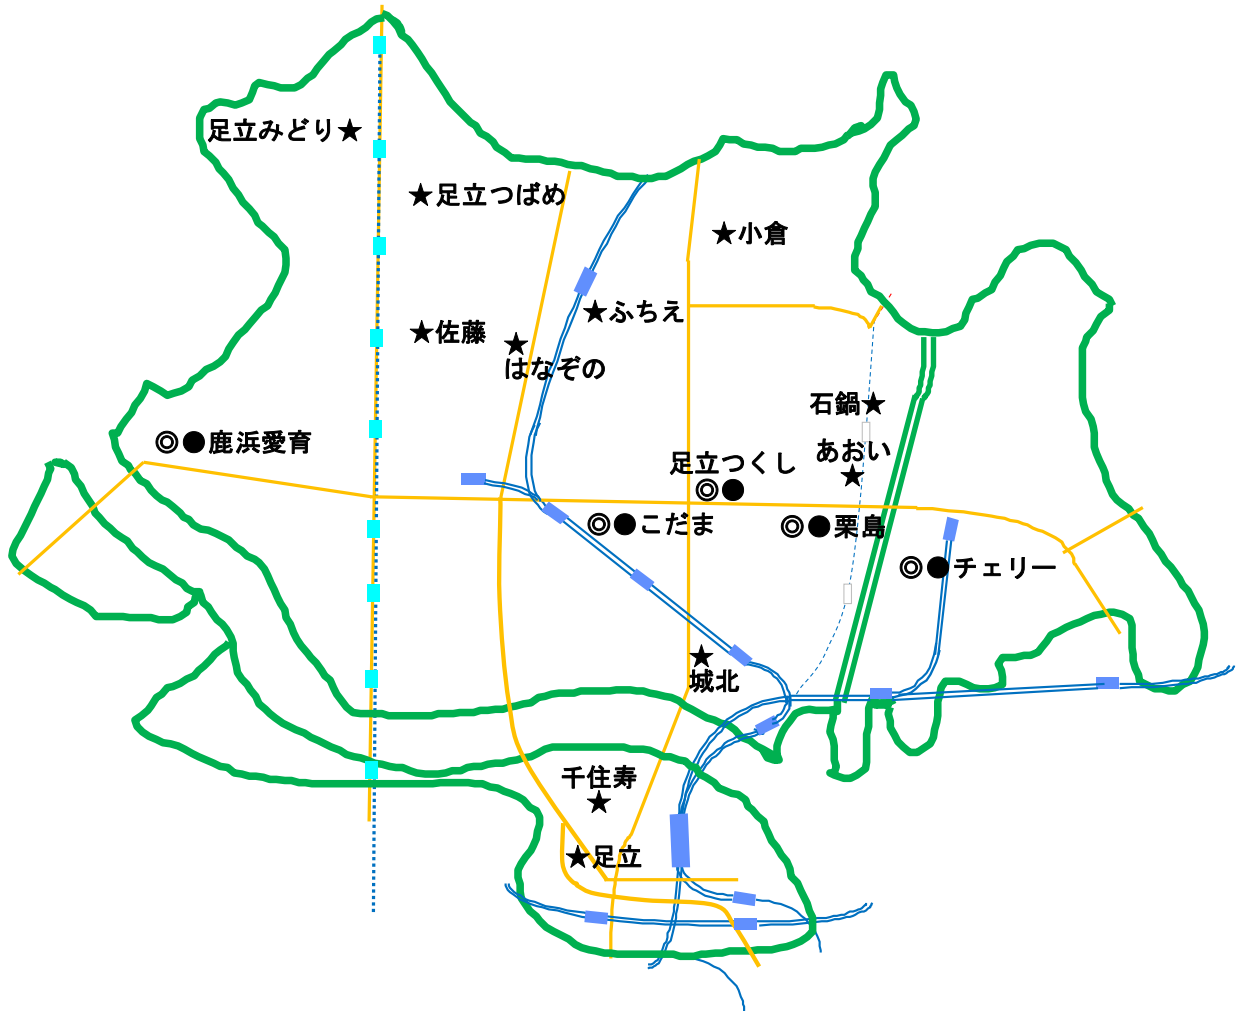 足立みどり★
★足立つばめ
★小倉
★ふちえ
★佐藤
★
はなぞの
石鍋★
◎●鹿浜愛育
あおい
★
足立つくし
◎●
◎●こだま
◎●栗島
◎●チェリー
★
城北
千住寿
★
★足立